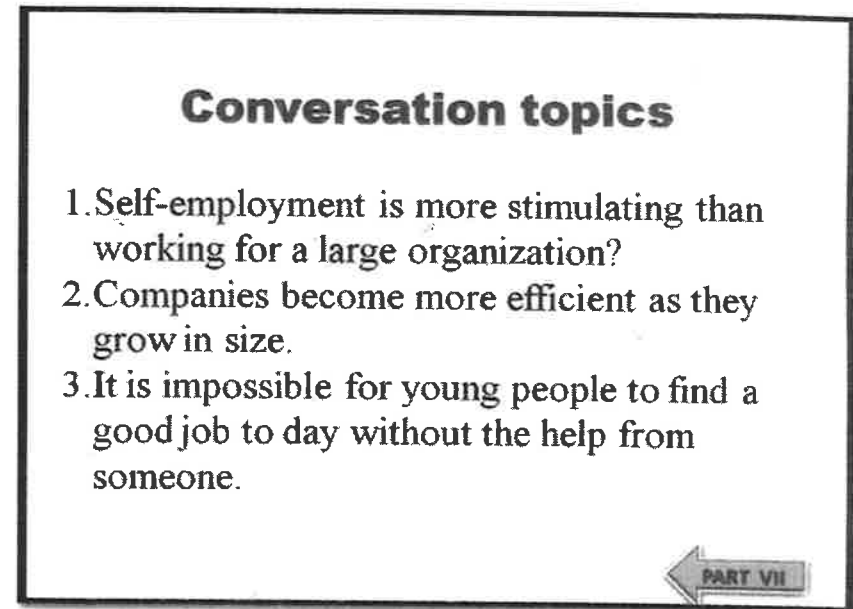 Conversation topics
1.Self-employment is more stimulating than
working for a large organization?
2.Companies become more efficient as they
grow in size.
3.It is impossible for young people to find a
good job to day without the help from
someone.
PART VII